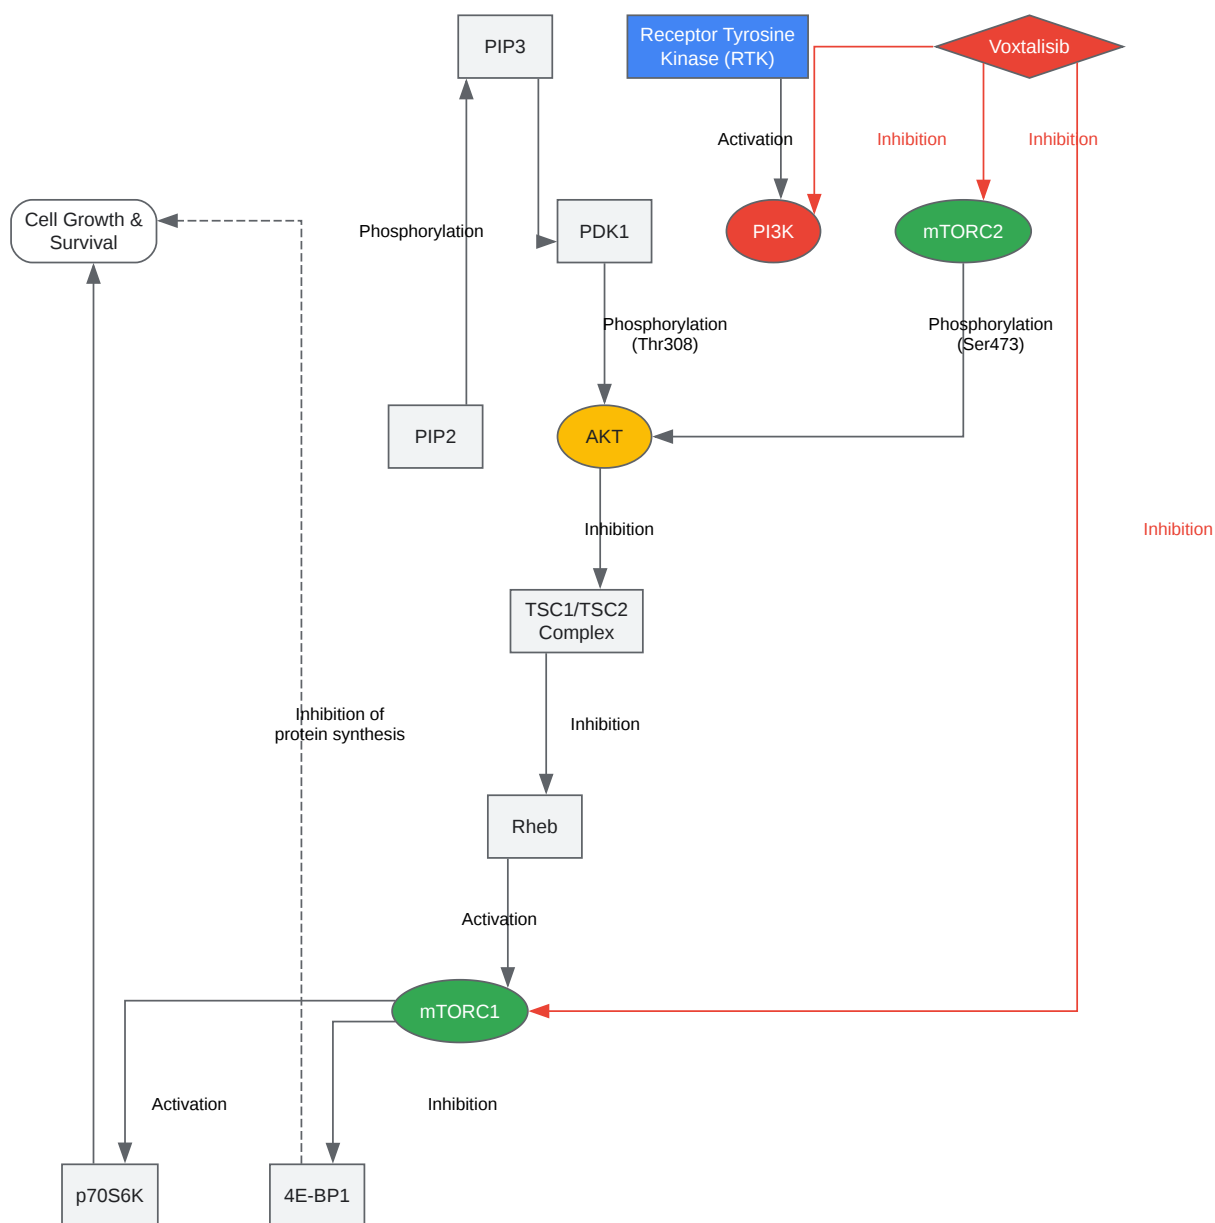 PIP3
Receptor Tyrosine
Kinase (RTK)
Voxtalisib
Activation
Inhibition
Inhibition
Cell Growth &
Survival
Phosphorylation
PDK1
PI3K
mTORC2
Phosphorylation
(Thr308)
Phosphorylation
(Ser473)
PIP2
AKT
Inhibition
Inhibition
TSC1/TSC2
Complex
Inhibition of
protein synthesis
Inhibition
Rheb
Activation
mTORC1
Activation
Inhibition
p70S6K
4E-BP1